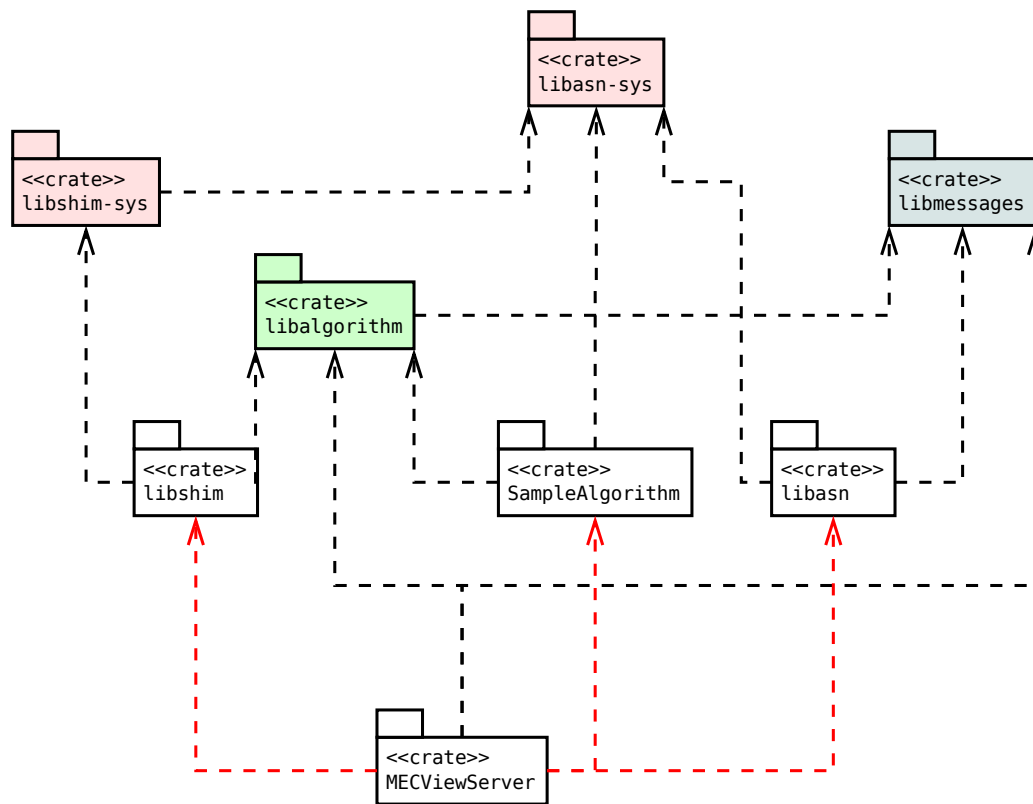 <<crate>>
libasn-sys
<<crate>>
libshim-sys
<<crate>>
libmessages
<<crate>>
libalgorithm
<<crate>>
libshim
<<crate>>
SampleAlgorithm
<<crate>>
libasn
<<crate>>
MECViewServer